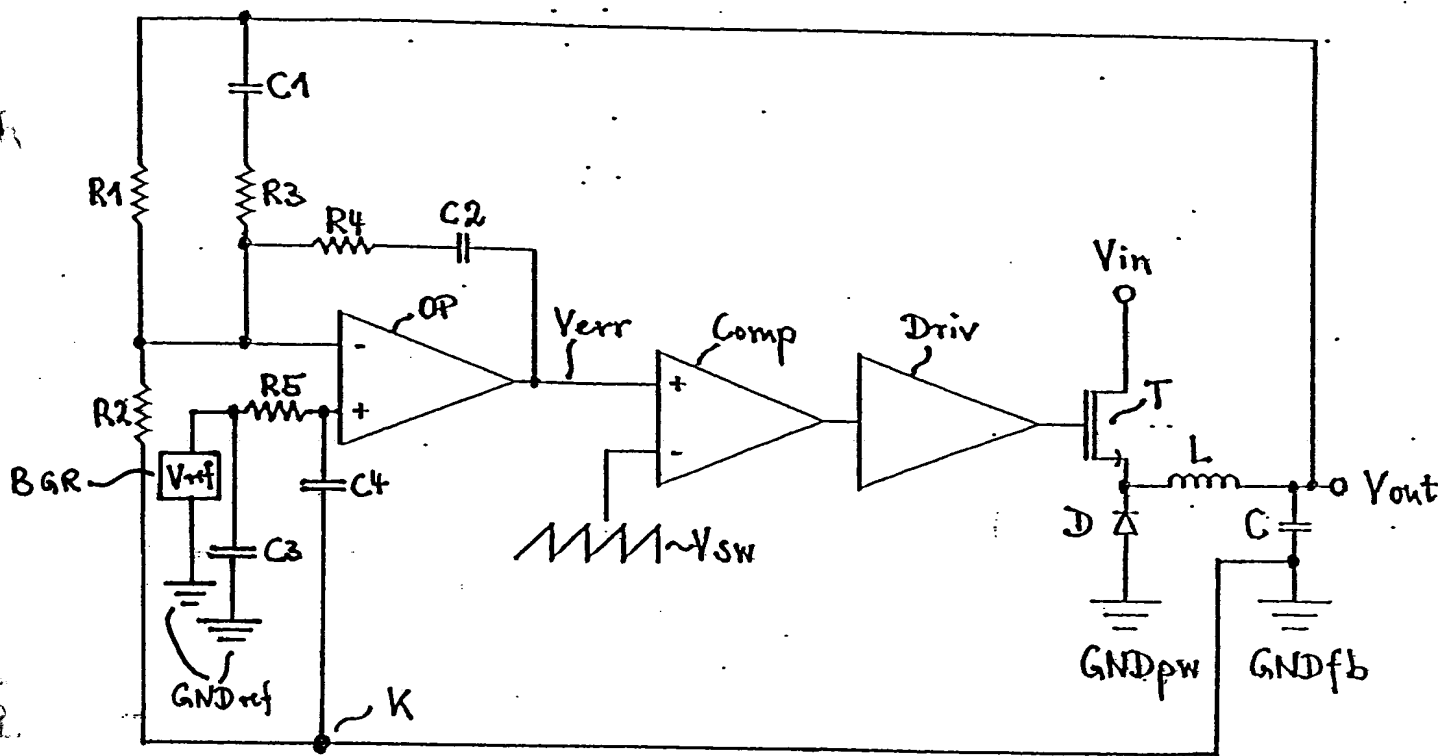 C1
R1
R3
R4
C2
Vin
OP
Verr
Comp
Driv
R5
T
R2
L
BGR
Vref
C4
Vout
D
C
C3
Vsw
GNDpw
GNDfb
GNDref
K